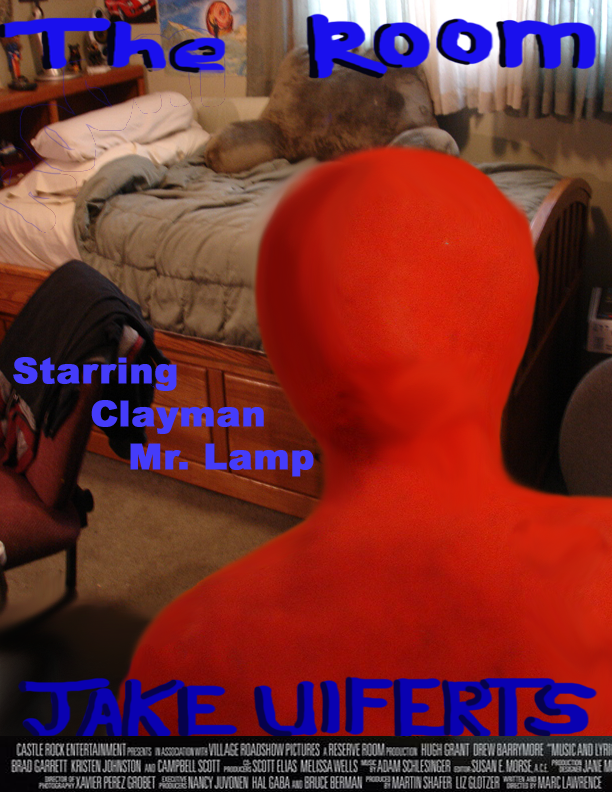 The Room
Starring
Clayman
Mr. Lamp
JAKE UIFERTS
CASTLE ROCK ENTERTAINMENT PRESENTS IN ASSOCIATION WITH VILLAGE ROADSHOW PICTURES A RESERVE ROOM PRODUCTION HUGH GRANT DREW BARRYMORE "MUSIC AND LYRI
BRAD GARRETT KRISTEN JOHNSTON AND CAMPBELL SCOTT CO-PRODUCERS SCOTT ELIAS MELISSA WELLS MUSIC BY ADAM SCHLESINGER EDITOR SUSAN E. MORSE, A.C.E. PRODUCTION DESIGNER JANE M
DIRECTOR OF PHOTOGRAPHY XAVIER PEREZ GROBET EXECUTIVE PRODUCERS NANCY JUVONEN HAL GABA AND BRUCE BERMAN PRODUCED BY MARTIN SHAFER LIZ GLOTZER WRITTEN AND DIRECTED BY MARC LAWRENCE